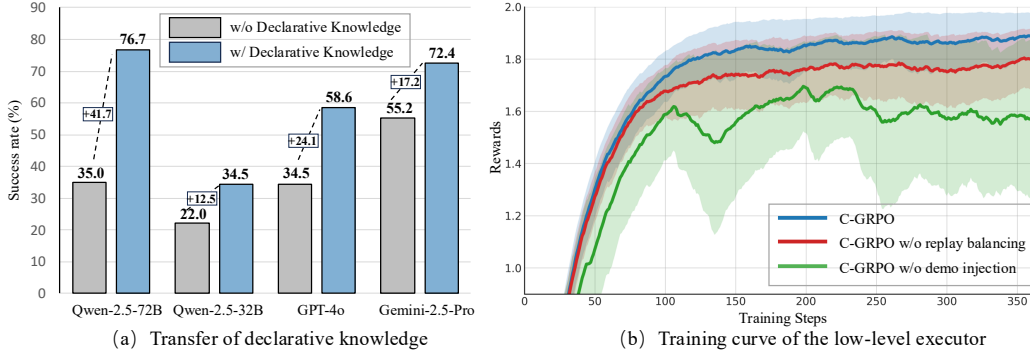 90
80
70
60
50
40
30
20
10
0
Success rate (%)
w/o Declarative Knowledge
w/ Declarative Knowledge
76.7
+41.7
35.0
34.5
+12.5
22.0
58.6
+24.1
34.5
72.4
+17.2
55.2
Qwen-2.5-72B
Qwen-2.5-32B
GPT-4o
Gemini-2.5-Pro
(a) Transfer of declarative knowledge
2.0
1.8
1.6
1.4
1.2
1.0
Rewards
C-GRPO
C-GRPO w/o replay balancing
C-GRPO w/o demo injection
0
50
100
150
200
250
300
350
Training Steps
(b) Training curve of the low-level executor